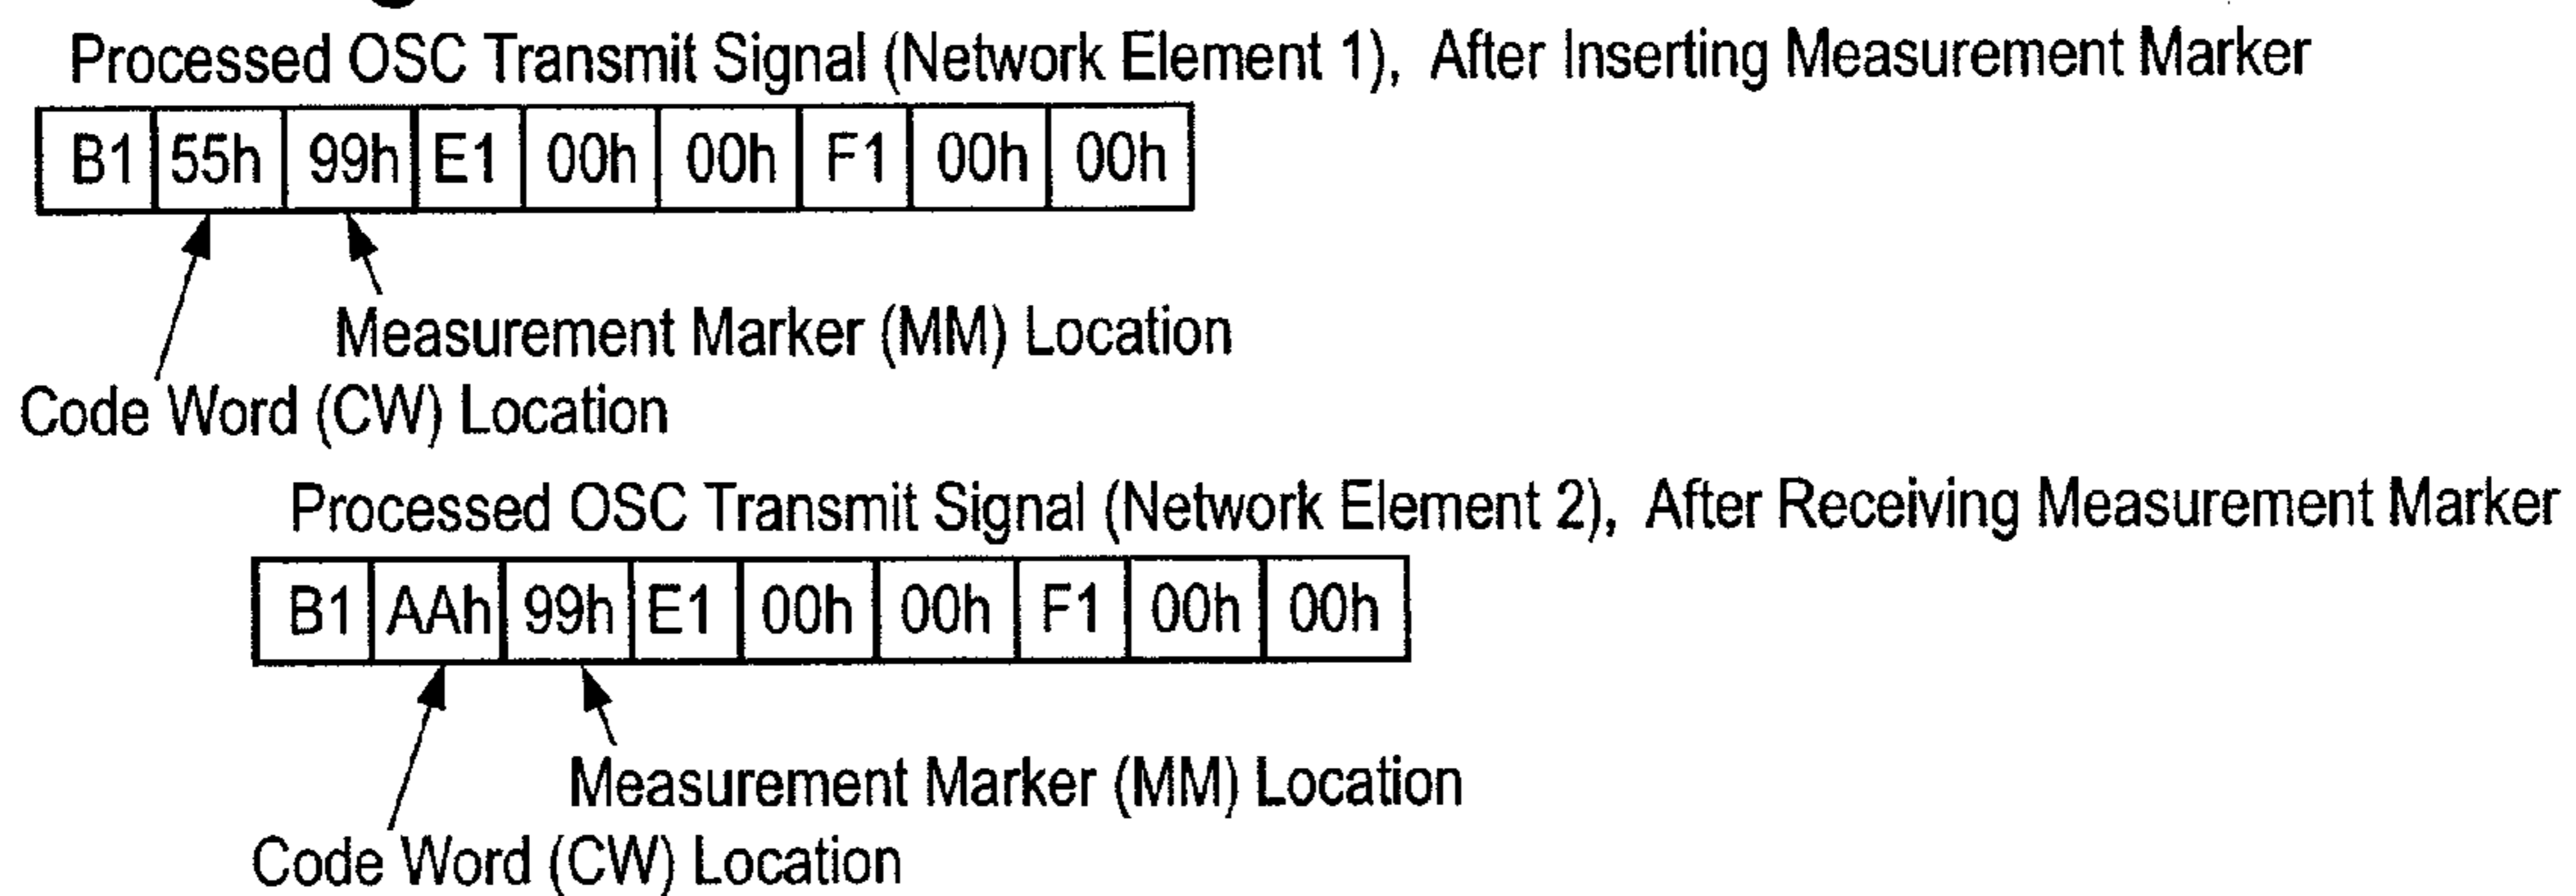 Processed OSC Transmit Signal (Network Element 1), After Inserting Measurement Marker
B1 55h 99h E1 00h 00h F1 00h 00h
Measurement Marker (MM) Location
Code Word (CW) Location
Processed OSC Transmit Signal (Network Element 2), After Receiving Measurement Marker
B1 AAh 99h E1 00h 00h F1 00h 00h
Measurement Marker (MM) Location
Code Word (CW) Location